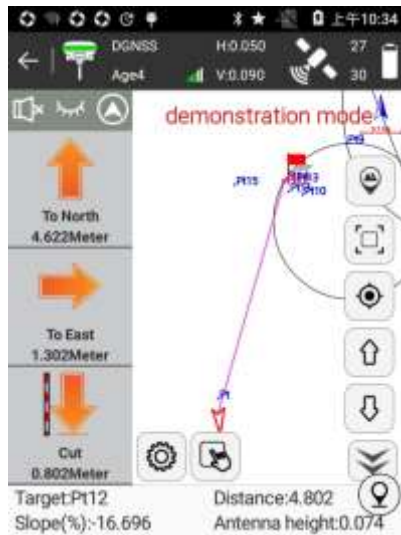 上午10:34
DGNSS H:0.050 27
Age4 V:0.090 30
demonstration mode
To North
4.622Meter
To East
1.302Meter
Cut
0.802Meter
Pt15
Pt10
Target:Pt12 Distance:4.802
Slope(%):-16.696 Antenna height:0.074